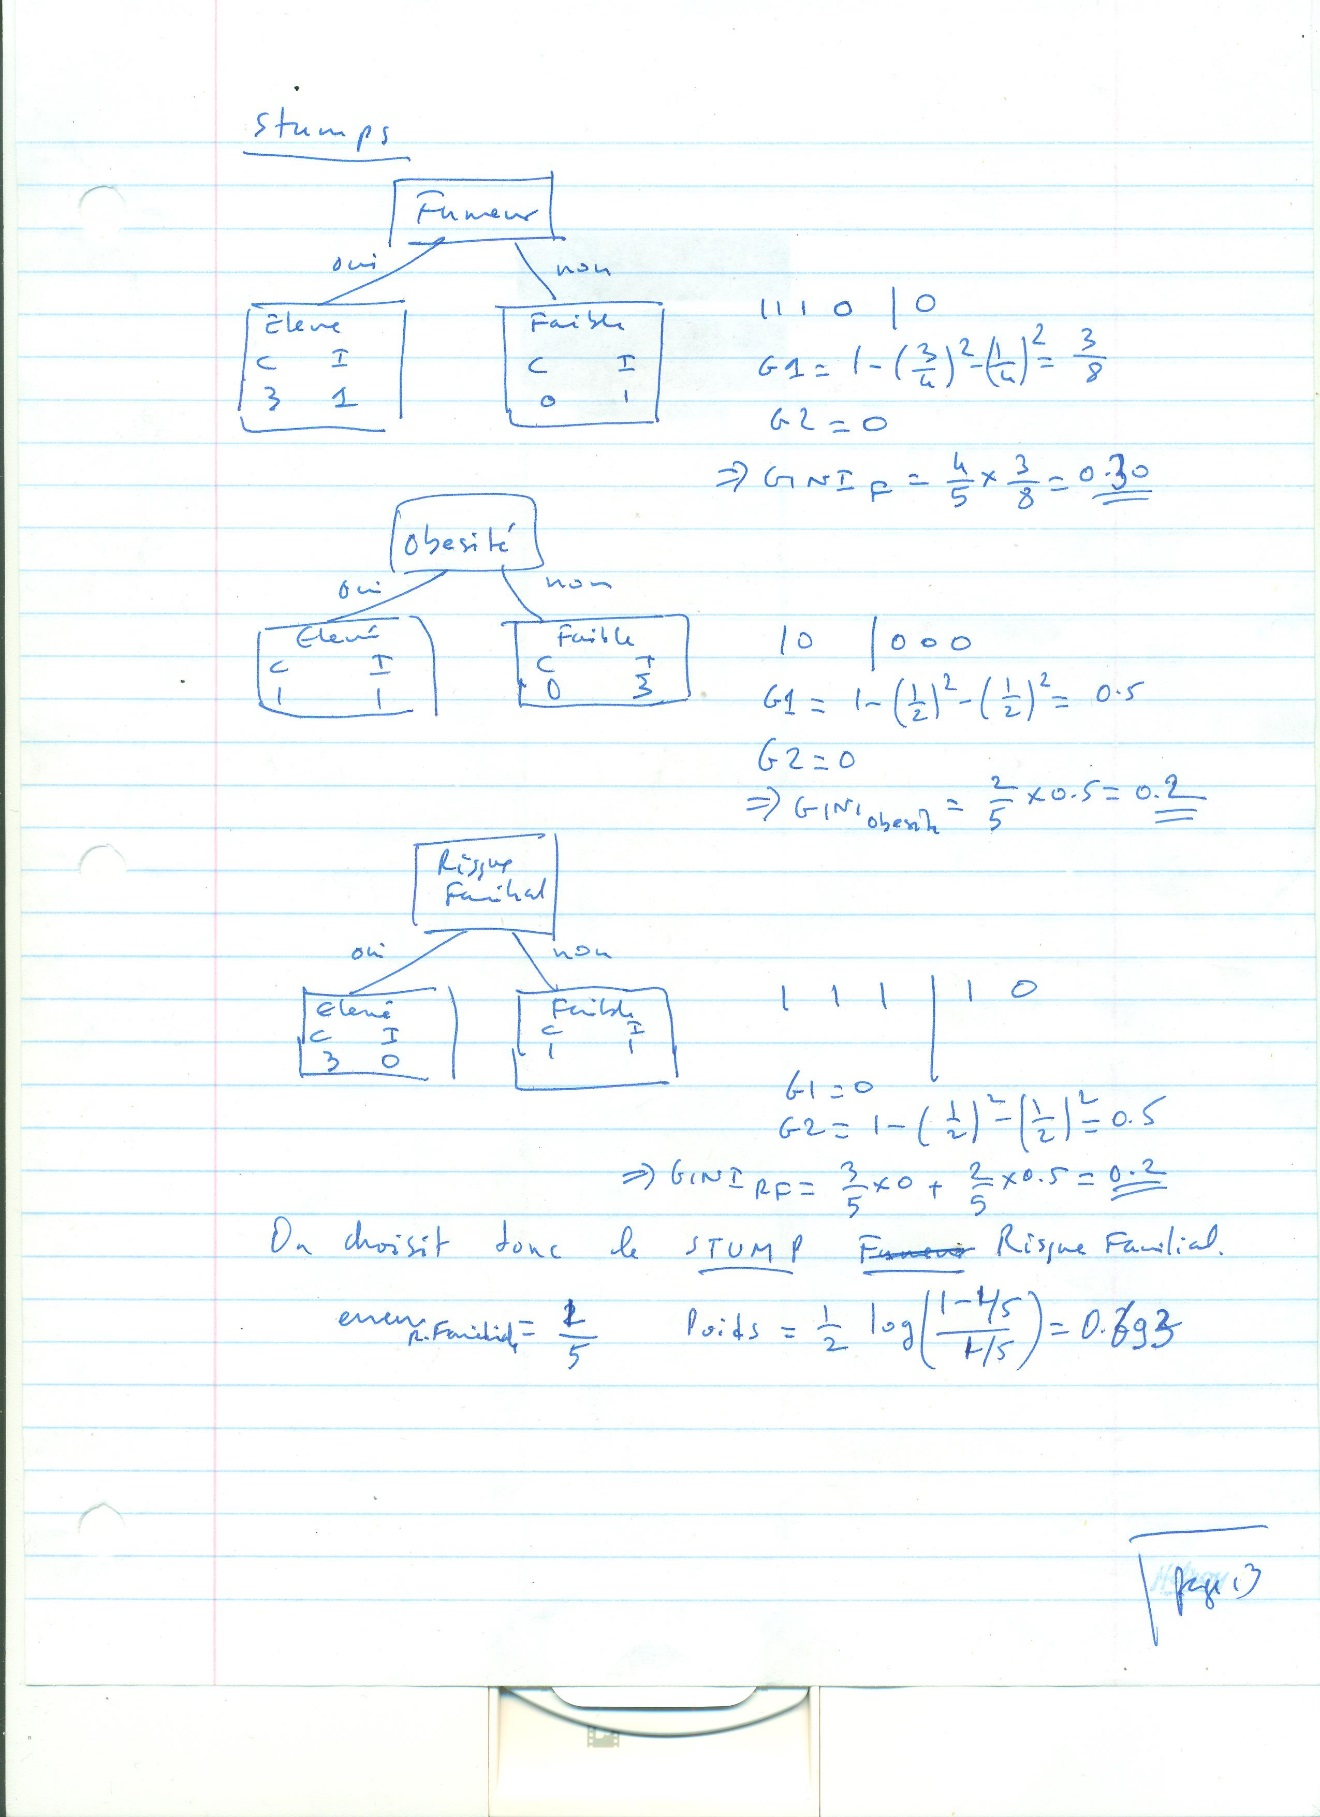 Stumps
Fumeur
oui non
Elevé Faible
C I C I
3 1 0 1
1 1 1 0 | 0
G1 = 1-(3/4)²-(1/4)² = 3/8
G2 = 0
⇒ GINI F = 4/5 × 3/8 = 0.30
Obesité
oui non
Elevé Faible
C I C I
1 1 0 3
1 0 | 0 0 0
G1 = 1-(1/2)²-(1/2)² = 0.5
G2 = 0
⇒ GINI obesité = 2/5 × 0.5 = 0.2
Risque
Familial
oui non
Elevé Faible
C I C I
3 0 1 1
1 1 1 | 1 0
G1 = 0
G2 = 1-(1/2)²-(1/2)² = 0.5
⇒ GINI RF = 3/5 × 0 + 2/5 × 0.5 = 0.2
On choisit donc le STUMP Fumeur Risque Familial.
erreur R.Familial = 1/5 Poids = 1/2 log((1-1/5)/(1/5)) = 0.693